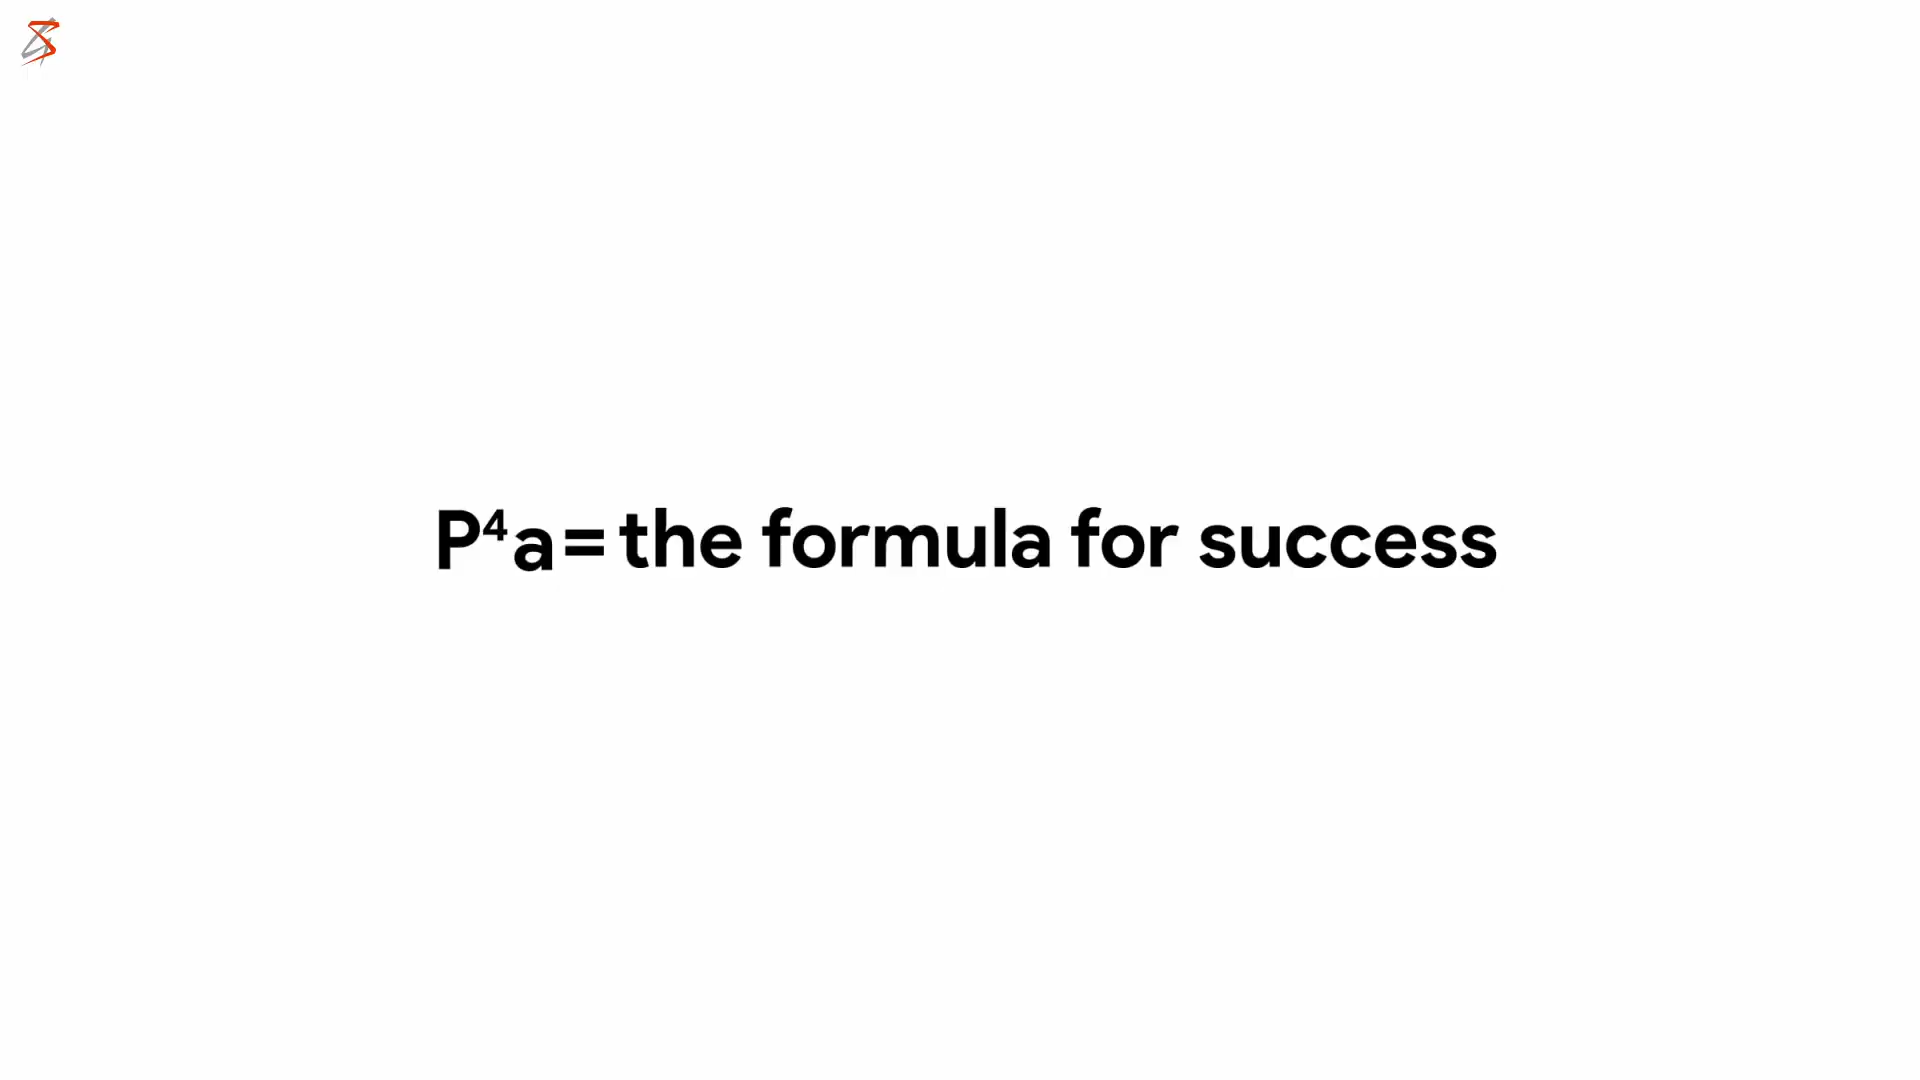 P⁴a = the formula for success